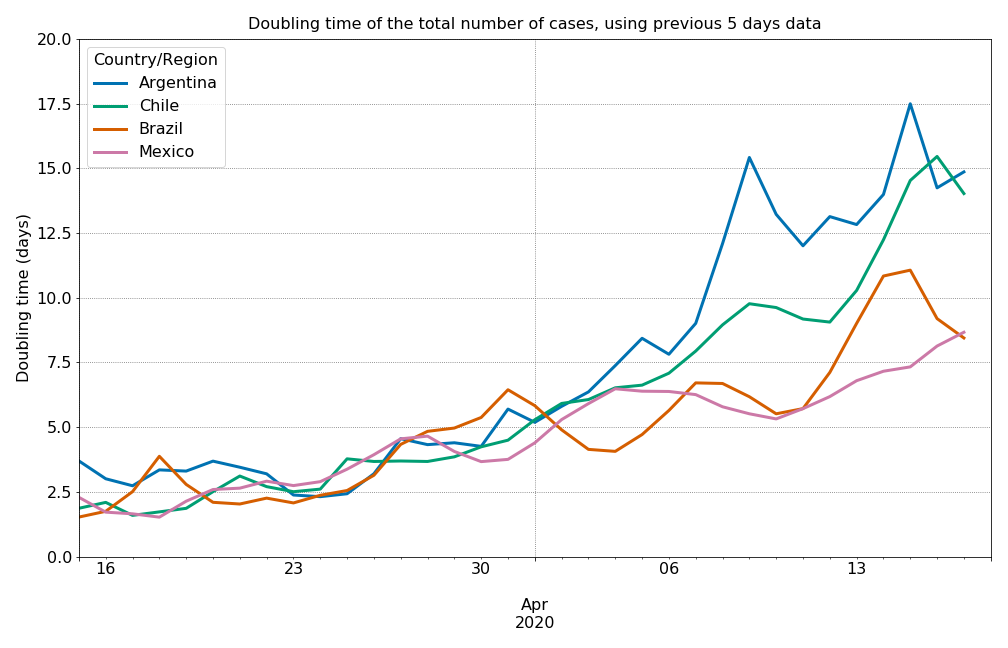 Doubling time of the total number of cases, using previous 5 days data
20.0
17.5
15.0
12.5
10.0
7.5
5.0
2.5
0.0
Doubling time (days)
Country/Region
Argentina
Chile
Brazil
Mexico
16 23 30 06 13
Apr
2020